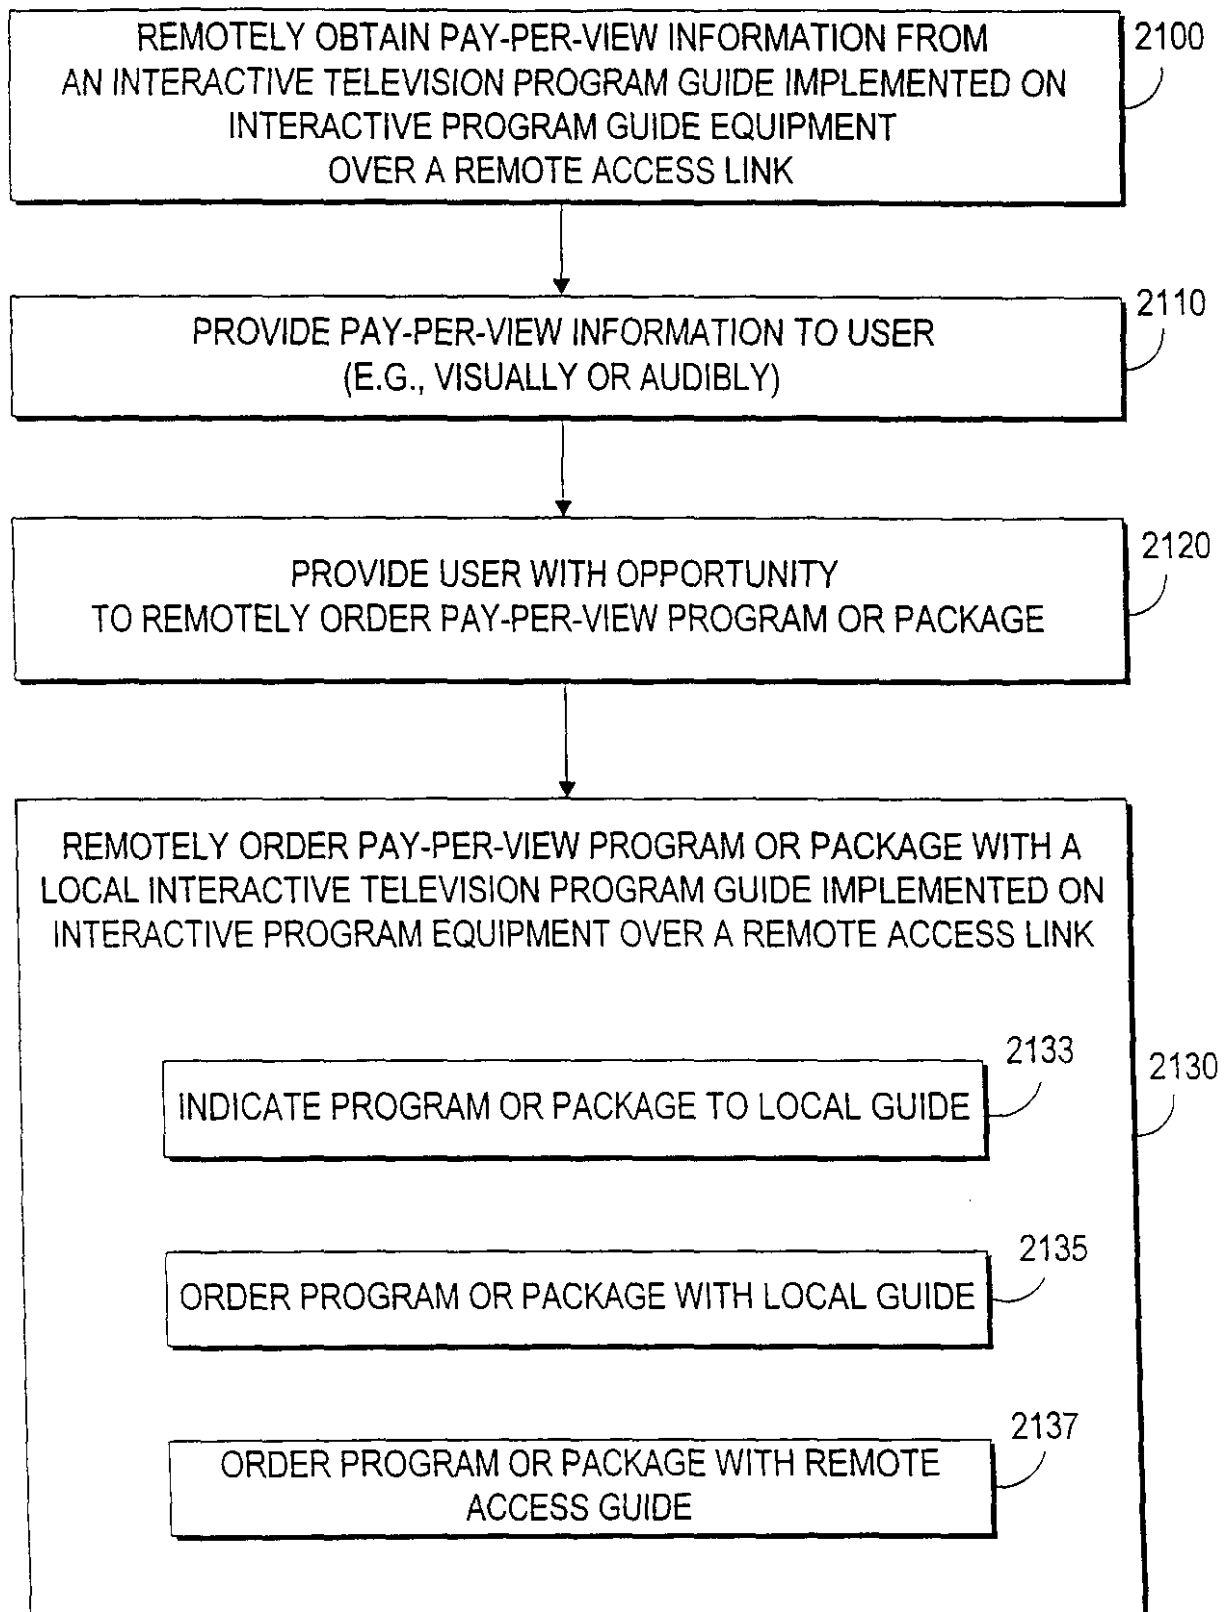 REMOTELY OBTAIN PAY-PER-VIEW INFORMATION FROM
AN INTERACTIVE TELEVISION PROGRAM GUIDE IMPLEMENTED ON
INTERACTIVE PROGRAM GUIDE EQUIPMENT
OVER A REMOTE ACCESS LINK
2100
PROVIDE PAY-PER-VIEW INFORMATION TO USER
(E.G., VISUALLY OR AUDIBLY)
2110
PROVIDE USER WITH OPPORTUNITY
TO REMOTELY ORDER PAY-PER-VIEW PROGRAM OR PACKAGE
2120
REMOTELY ORDER PAY-PER-VIEW PROGRAM OR PACKAGE WITH A
LOCAL INTERACTIVE TELEVISION PROGRAM GUIDE IMPLEMENTED ON
INTERACTIVE PROGRAM EQUIPMENT OVER A REMOTE ACCESS LINK
2130
INDICATE PROGRAM OR PACKAGE TO LOCAL GUIDE
2133
ORDER PROGRAM OR PACKAGE WITH LOCAL GUIDE
2135
ORDER PROGRAM OR PACKAGE WITH REMOTE
ACCESS GUIDE
2137